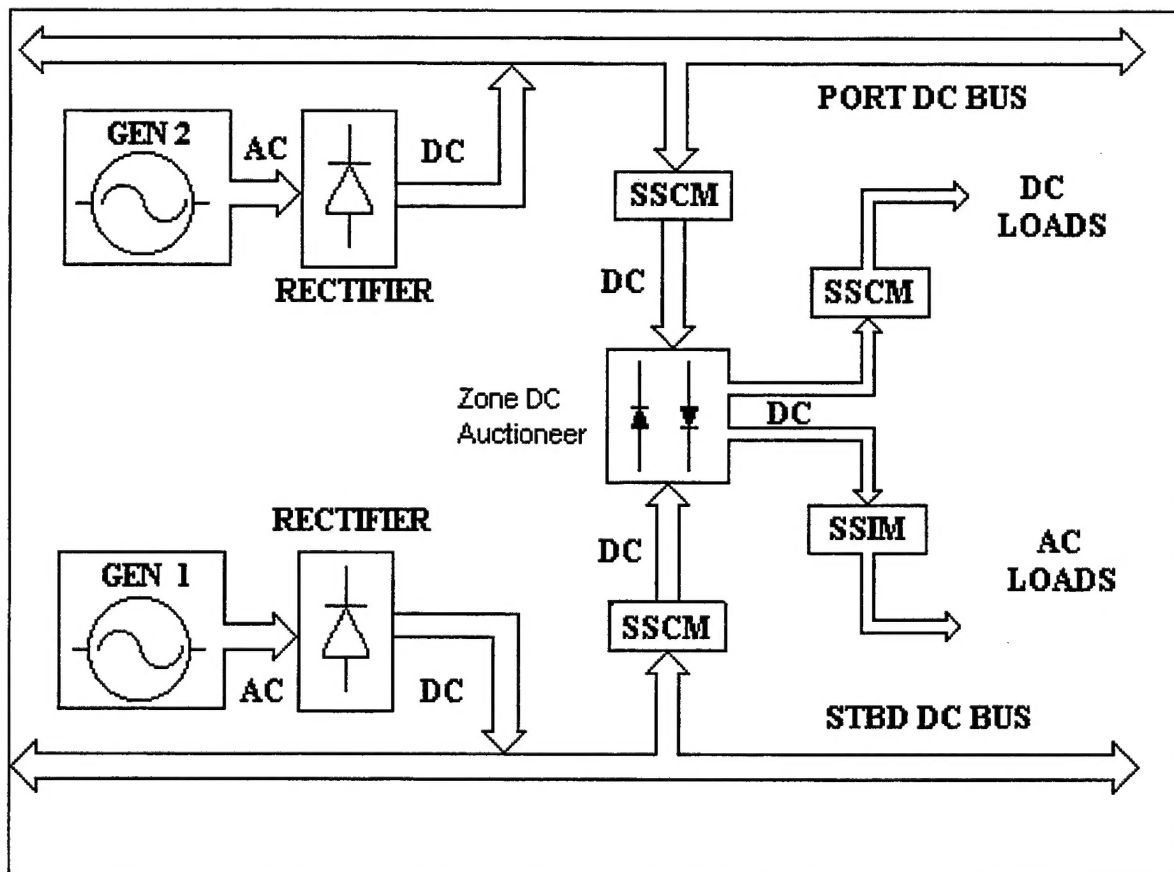 PORT DC BUS
GEN 2
AC
DC
RECTIFIER
SSCM
DC
DC
LOADS
SSCM
Zone DC
Auctioneer
DC
SSIM
AC
LOADS
RECTIFIER
GEN 1
AC
DC
DC
SSCM
STBD DC BUS